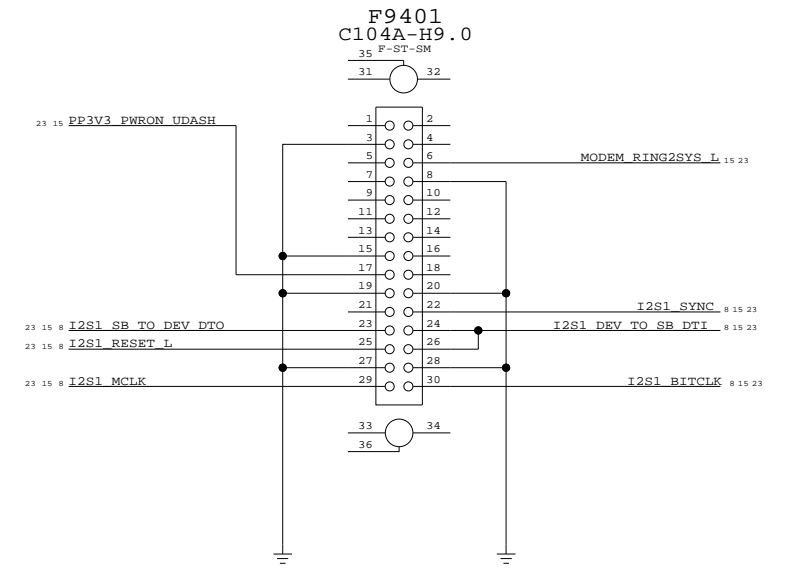 F9401
C104A-H9.0
F-ST-SM
35
31 32
23 15 PP3V3_PWRON_UDASH
1 2
3 4
5 6 MODEM_RING2SYS_L 15 23
7 8
9 10
11 12
13 14
15 16
17 18
19 20
21 22 I2S1_SYNC 8 15 23
23 15 8 I2S1_SB_TO_DEV_DTO 23 24 I2S1_DEV_TO_SB_DTI 8 15 23
23 15 8 I2S1_RESET_L 25 26
27 28
23 15 8 I2S1_MCLK 29 30 I2S1_BITCLK 8 15 23
33 34
36